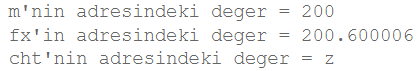 m'nin adresindeki deger = 200
fx'in adresindeki deger = 200.600006
cht'nin adresindeki deger = z